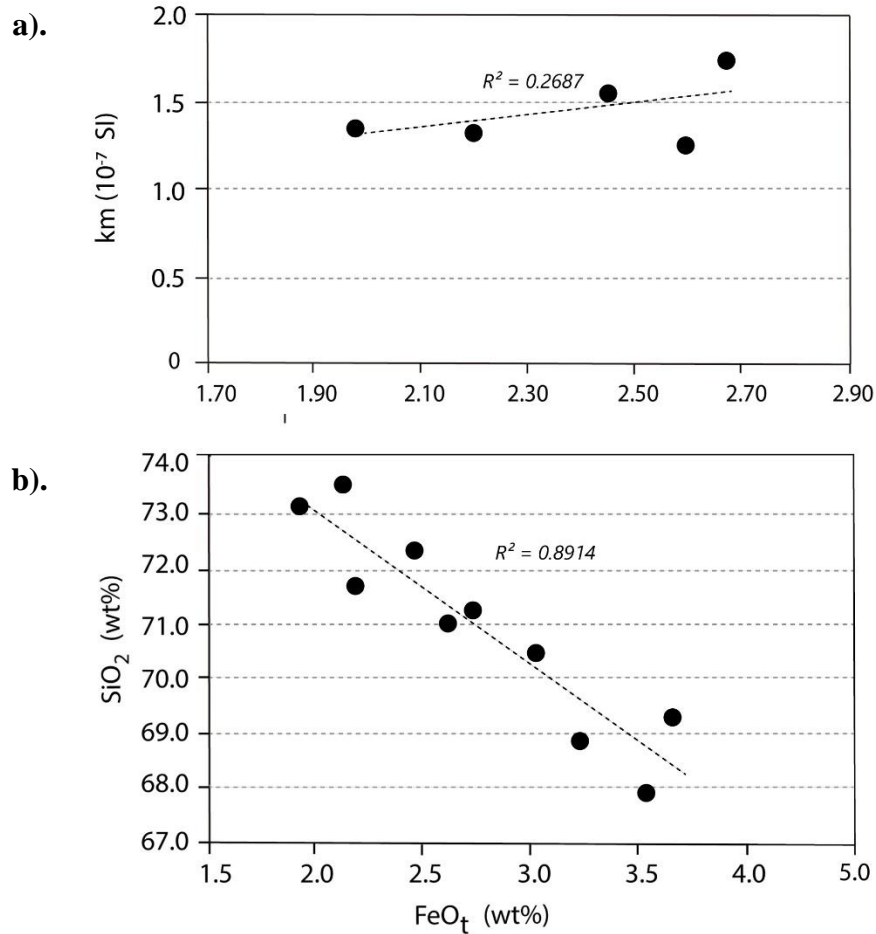 a).
2.0
R² = 0.2687
1.5
km (10⁻⁷ SI)
1.0
0.5
0
1.70 1.90 2.10 2.30 2.50 2.70 2.90
b).
74.0
73.0
R² = 0.8914
72.0
71.0
SiO₂ (wt%)
70.0
69.0
68.0
67.0
1.5 2.0 2.5 3.0 3.5 4.0 5.0
FeOₜ (wt%)